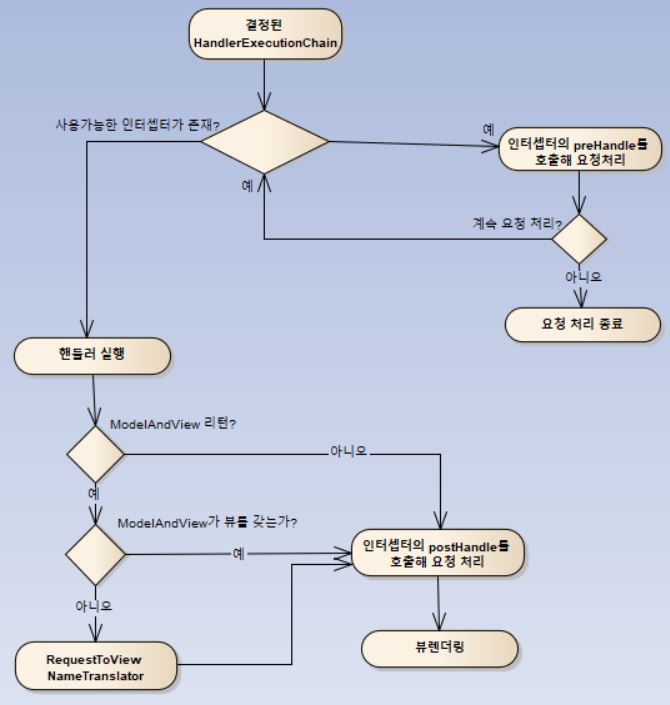 결정된
HandlerExecutionChain
사용가능한 인터셉터가 존재?
예
인터셉터의 preHandle를
호출해 요청처리
예
계속 요청 처리?
아니오
요청 처리 종료
핸들러 실행
ModelAndView 리턴?
아니오
예
ModelAndView가 뷰를 갖는가?
예
인터셉터의 postHandle를
호출해 요청 처리
아니오
RequestToView
NameTranslator
뷰렌더링